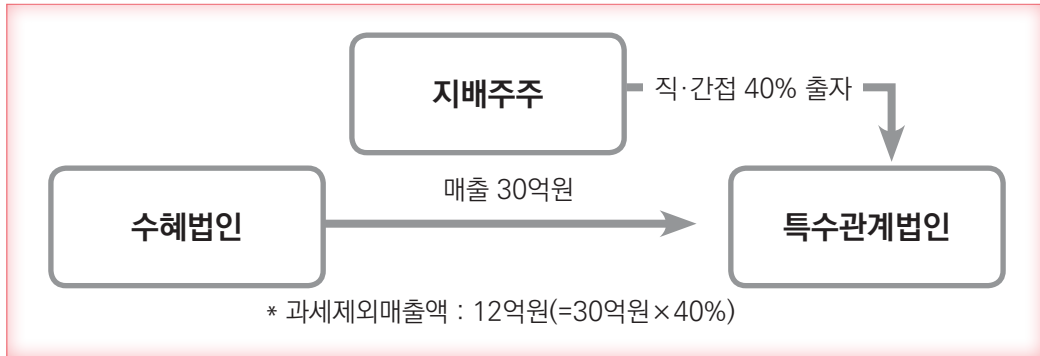 지배주주
직·간접 40% 출자
매출 30억원
수혜법인
특수관계법인
* 과세제외매출액 : 12억원(=30억원×40%)